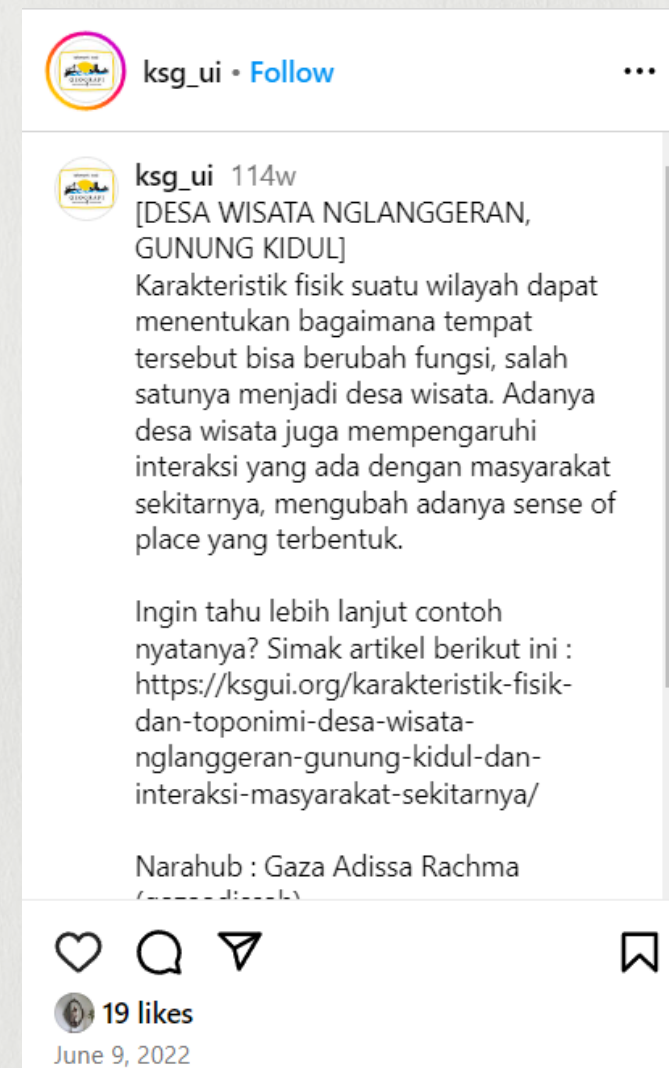 ksg_ui • Follow
ksg_ui 114w
[DESA WISATA NGLANGGERAN,
GUNUNG KIDUL]
Karakteristik fisik suatu wilayah dapat
menentukan bagaimana tempat
tersebut bisa berubah fungsi, salah
satunya menjadi desa wisata. Adanya
desa wisata juga mempengaruhi
interaksi yang ada dengan masyarakat
sekitarnya, mengubah adanya sense of
place yang terbentuk.
Ingin tahu lebih lanjut contoh
nyatanya? Simak artikel berikut ini :
https://ksgui.org/karakteristik-fisik-
dan-toponimi-desa-wisata-
nglanggeran-gunung-kidul-dan-
interaksi-masyarakat-sekitarnya/
Narahub : Gaza Adissa Rachma
19 likes
June 9, 2022